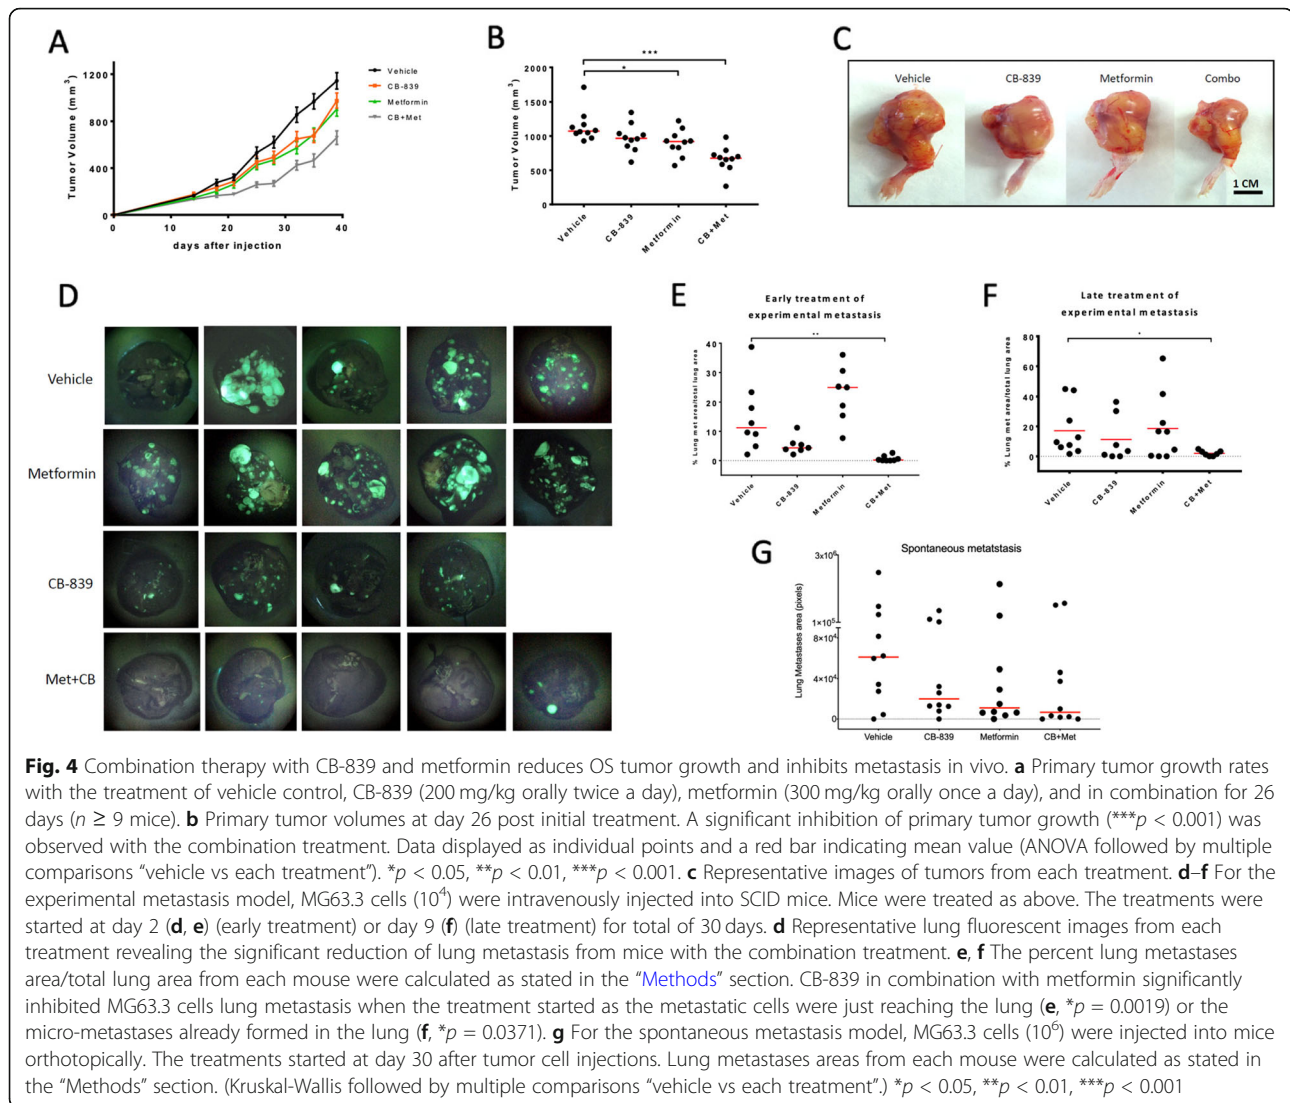 A
Tumor Volume (mm³)
1200
800
400
0
0
10
20
30
40
days after injection
Vehicle
CB-839
Metformin
CB+Met
B
Tumor Volume (mm³)
2000
1500
1000
500
0
***
*
Vehicle
CB-839
Metformin
CB+Met
C
Vehicle
CB-839
Metformin
Combo
1 CM
D
Vehicle
Metformin
CB-839
Met+CB
E
Early treatment of
experimental metastasis
% Lung met area/total lung area
40
30
20
10
0
**
Vehicle
CB-839
Metformin
CB+Met
F
Late treatment of
experimental metastasis
% Lung met area/total lung area
80
60
40
20
0
*
Vehicle
CB-839
Metformin
CB+Met
G
Spontaneous metatstasis
Lung Metastases area (pixels)
3×10⁶
1×10⁵
8×10⁴
4×10⁴
0
Vehicle
CB-839
Metformin
CB+Met
Fig. 4 Combination therapy with CB-839 and metformin reduces OS tumor growth and inhibits metastasis in vivo. a Primary tumor growth rates
with the treatment of vehicle control, CB-839 (200 mg/kg orally twice a day), metformin (300 mg/kg orally once a day), and in combination for 26
days (n ≥ 9 mice). b Primary tumor volumes at day 26 post initial treatment. A significant inhibition of primary tumor growth (***p < 0.001) was
observed with the combination treatment. Data displayed as individual points and a red bar indicating mean value (ANOVA followed by multiple
comparisons “vehicle vs each treatment”). *p < 0.05, **p < 0.01, ***p < 0.001. c Representative images of tumors from each treatment. d–f For the
experimental metastasis model, MG63.3 cells (10⁴) were intravenously injected into SCID mice. Mice were treated as above. The treatments were
started at day 2 (d, e) (early treatment) or day 9 (f) (late treatment) for total of 30 days. d Representative lung fluorescent images from each
treatment revealing the significant reduction of lung metastasis from mice with the combination treatment. e, f The percent lung metastases
area/total lung area from each mouse were calculated as stated in the “Methods” section. CB-839 in combination with metformin significantly
inhibited MG63.3 cells lung metastasis when the treatment started as the metastatic cells were just reaching the lung (e, *p = 0.0019) or the
micro-metastases already formed in the lung (f, *p = 0.0371). g For the spontaneous metastasis model, MG63.3 cells (10⁶) were injected into mice
orthotopically. The treatments started at day 30 after tumor cell injections. Lung metastases areas from each mouse were calculated as stated in
the “Methods” section. (Kruskal-Wallis followed by multiple comparisons “vehicle vs each treatment”.) *p < 0.05, **p < 0.01, ***p < 0.001